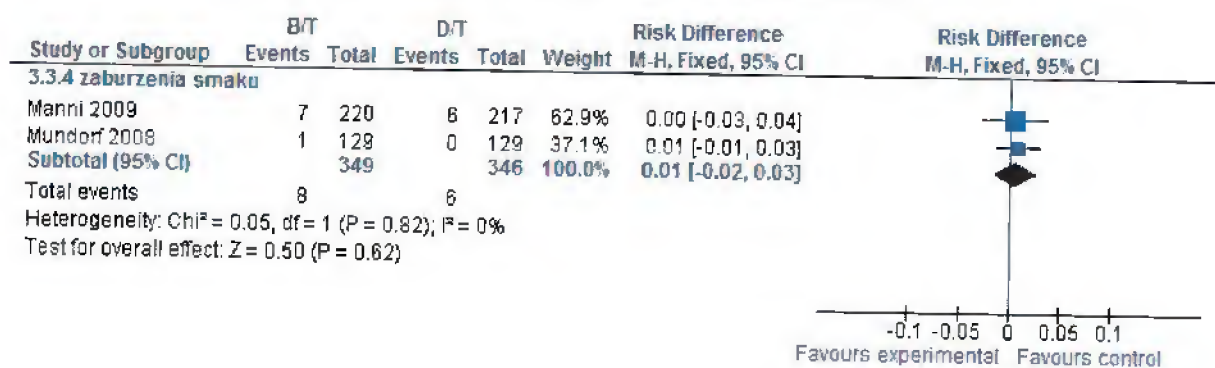 B/T D/T Risk Difference Risk Difference
Study or Subgroup Events Total Events Total Weight M-H, Fixed, 95% CI M-H, Fixed, 95% CI
3.3.4 zaburzenia smaku
Manni 2009 7 220 6 217 62.9% 0.00 [-0.03, 0.04]
Mundorf 2008 1 129 0 129 37.1% 0.01 [-0.01, 0.03]
Subtotal (95% CI) 349 346 100.0% 0.01 [-0.02, 0.03]
Total events 8 6
Heterogeneity: Chi² = 0.05, df = 1 (P = 0.82); I² = 0%
Test for overall effect: Z = 0.50 (P = 0.62)
-0.1 -0.05 0 0.05 0.1
Favours experimental Favours control